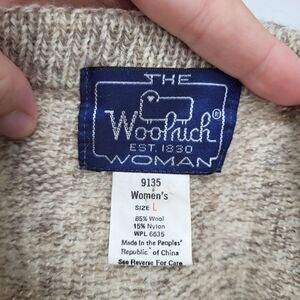 THE
Woolrich®
EST. 1830
WOMAN
9135
Women's
SIZE L
85% Wool
15% Nylon
WPL 6635
Made in the Peoples'
Republic of China
See Reverse For Care